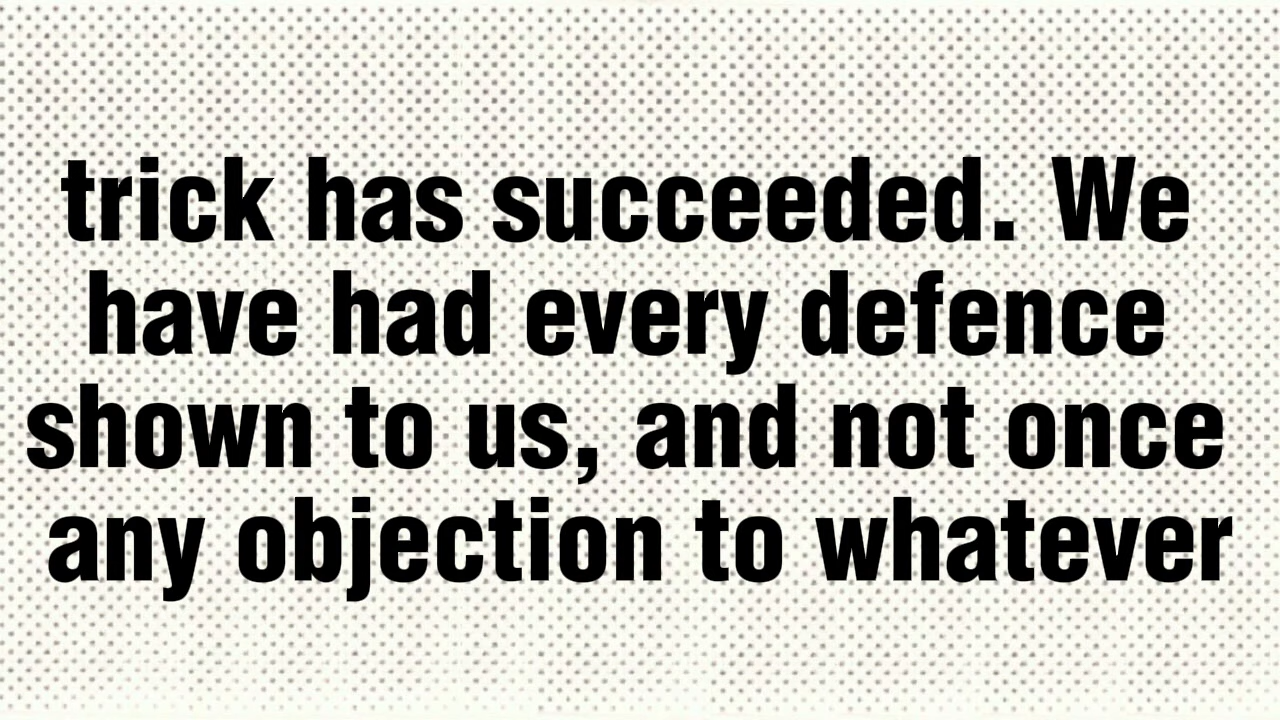 trick has succeeded. We
have had every defence
shown to us, and not once
any objection to whatever